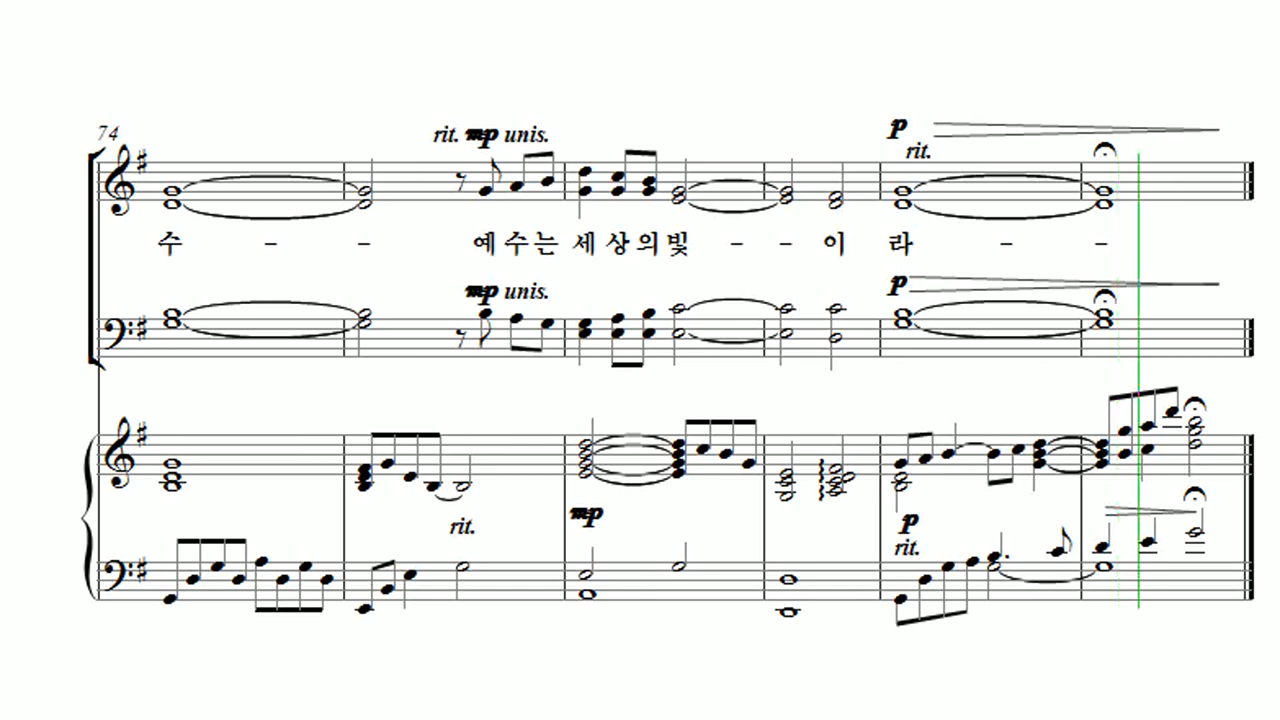 74
rit. mp unis.
p
rit.
수 - - 예 수 는 세 상 의 빛 - - 이 라 - -
mp unis.
p
rit.
mp
p
rit.